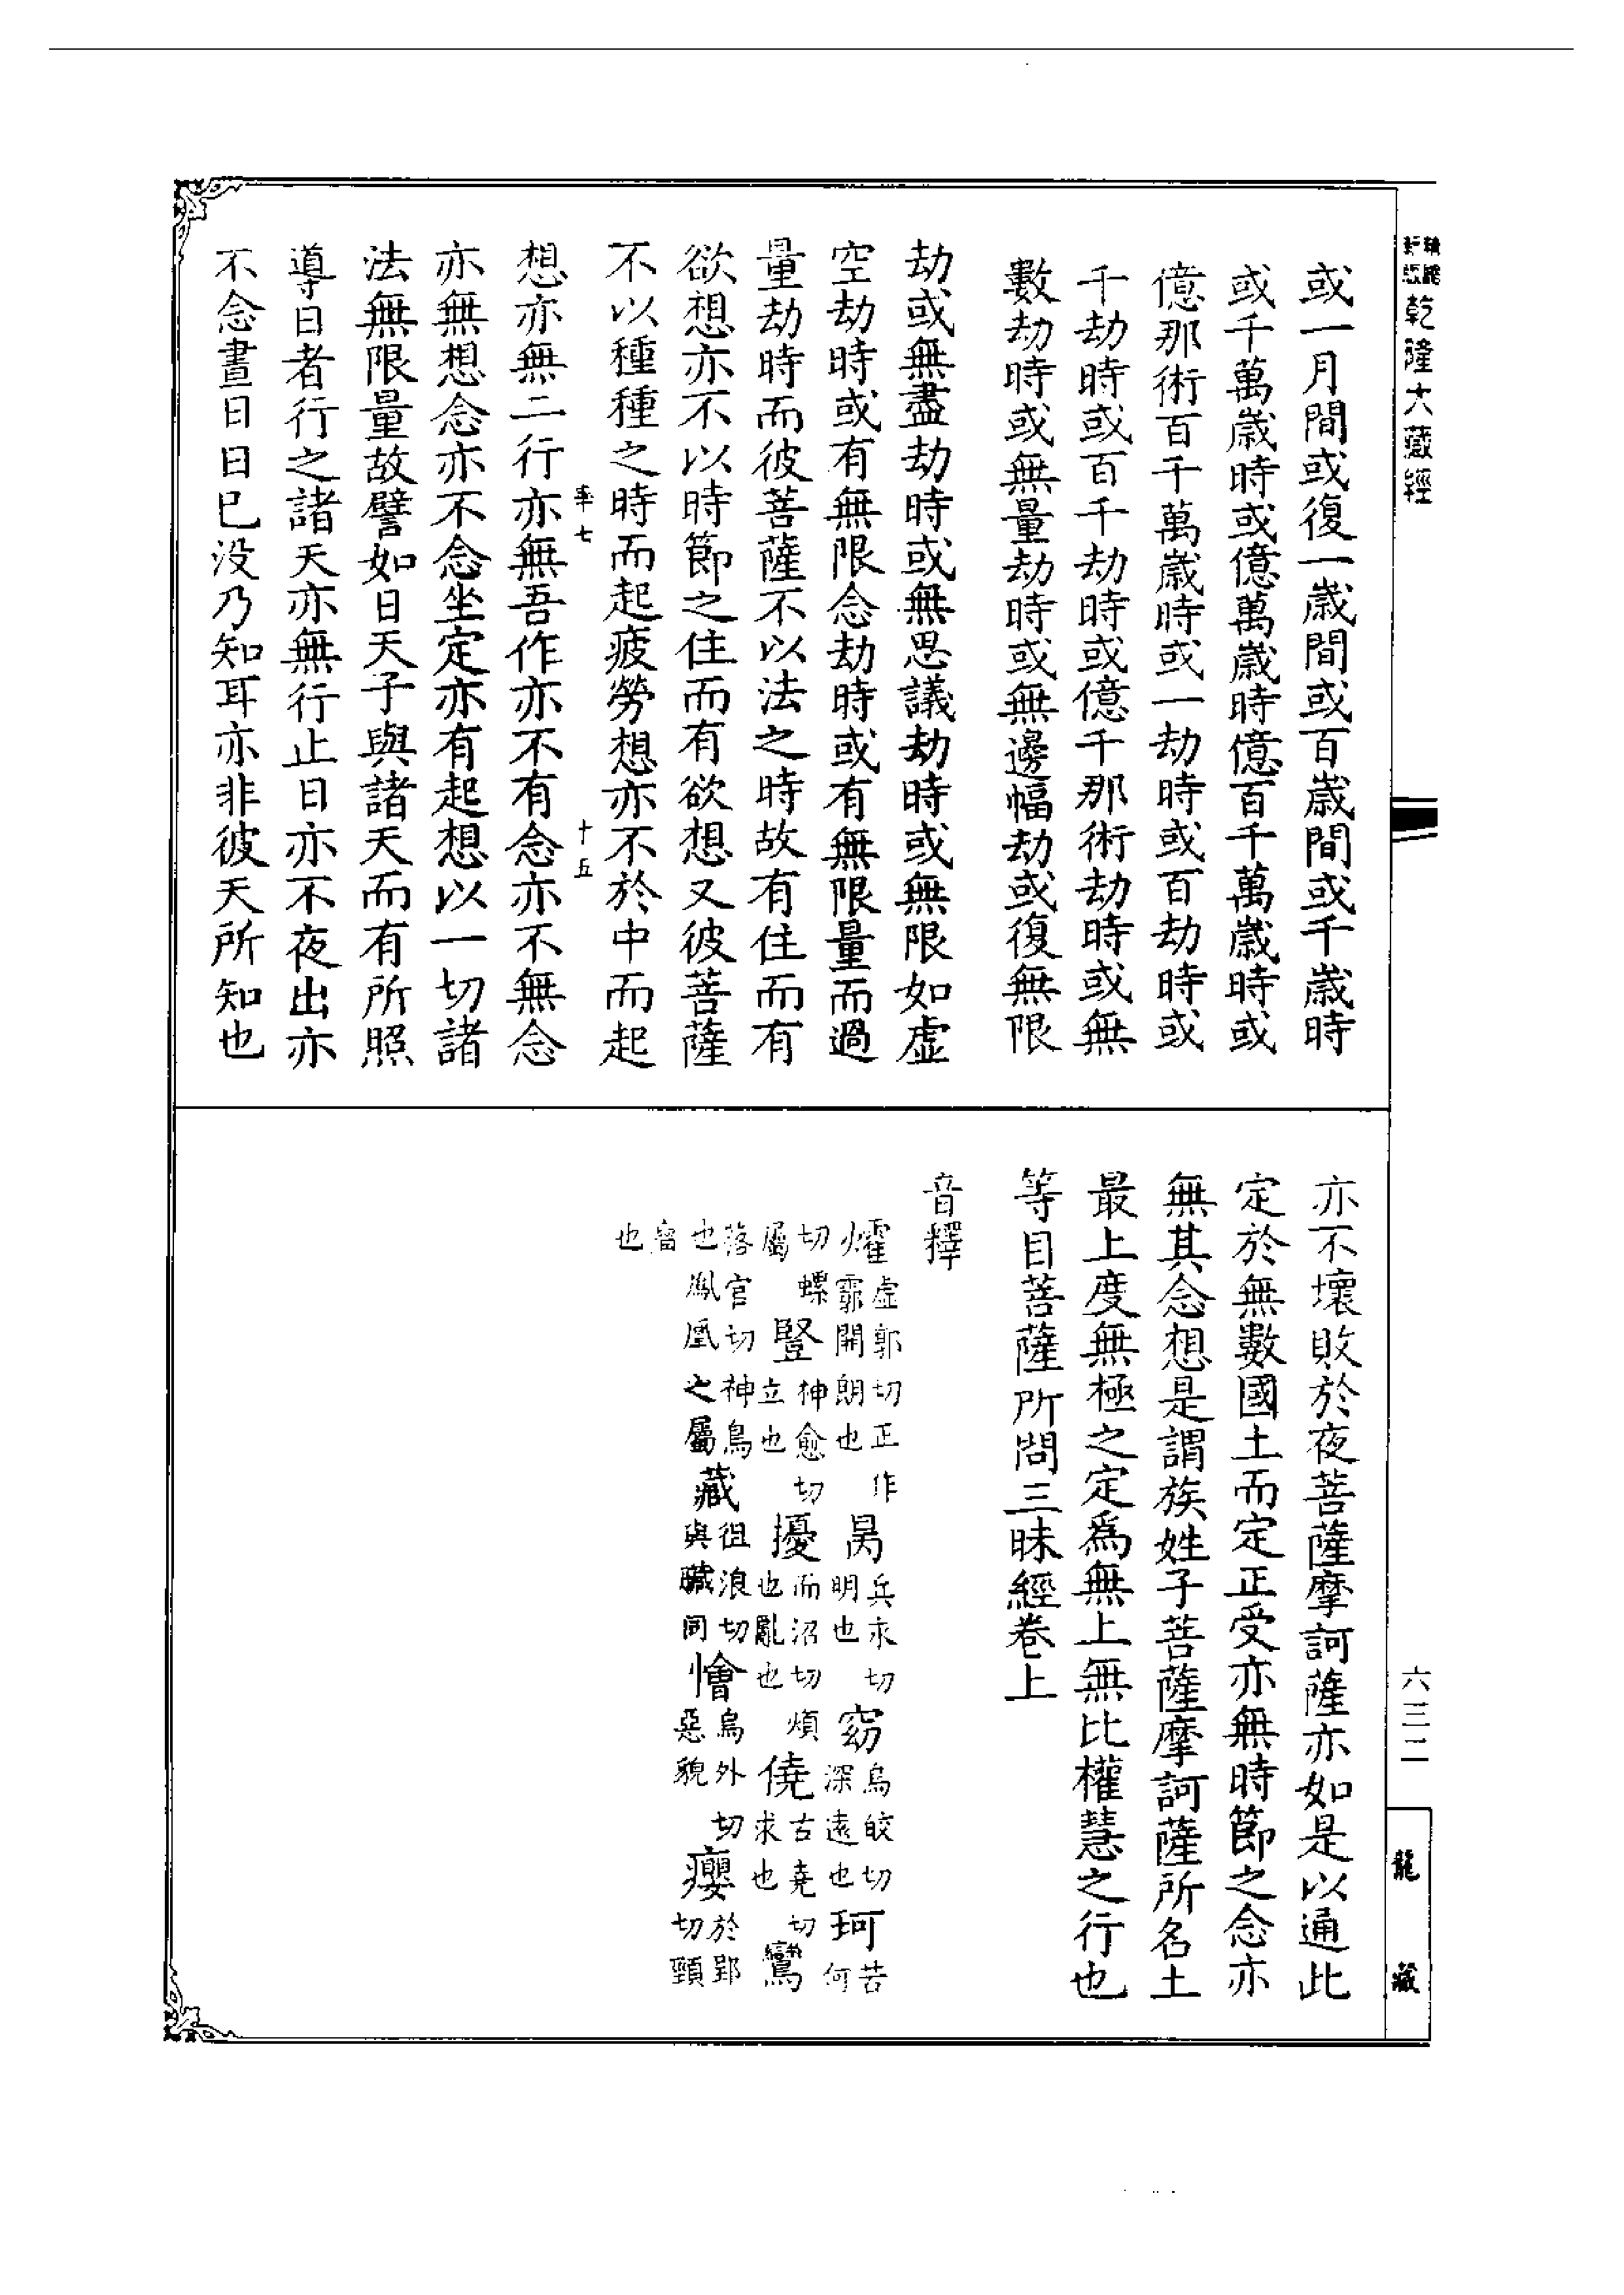 乾隆大藏經
或一月間或復一歲間或百歲間或千歲時
或千萬歲時或億萬歲時億百千萬歲時或
億那術百千萬歲時或一劫時或百劫時或
千劫時或百千劫時或億千那術劫時或無
數劫時或無量劫時或無邊幅劫或復無限
劫或無盡劫時或無思議劫時或無限如虛
空劫時或有無限念劫時或有無限量而過
量劫時而彼菩薩不以法之時故有住而有
欲想亦不以時節之住而有欲想又彼菩薩
不以種種之時而起疲勞想亦不於中而起
七 十五
想亦無二行亦無吾作亦不有念亦不無念
亦無想念亦不念坐定亦有起想以一切諸
法無限量故譬如日天子與諸天而有所照
導日者行之諸天亦無行止日亦不夜出亦
不念晝日日已没乃知耳亦非彼天所知也
亦不壞敗於夜菩薩摩訶薩亦如是以通此
定於無數國土而定正受亦無時節之念亦
無其念想是謂族姓子菩薩摩訶薩所名土
最上度無極之定為無上無比權慧之行也
等目菩薩所問三昧經卷上
音釋
㸌虛郭切正作霍開朗也 昺兵永切明也 窈烏皎切深遠也 珂苦何
切螺屬 豎神愈切立也 擾而沼切煩也亂也 僥古堯切求也 鸞
落官切神鳥也鳳凰之屬 藏徂浪切與臟同 懀烏外切惡貌 癭於郢切頸
瘤也
六三二
龍藏